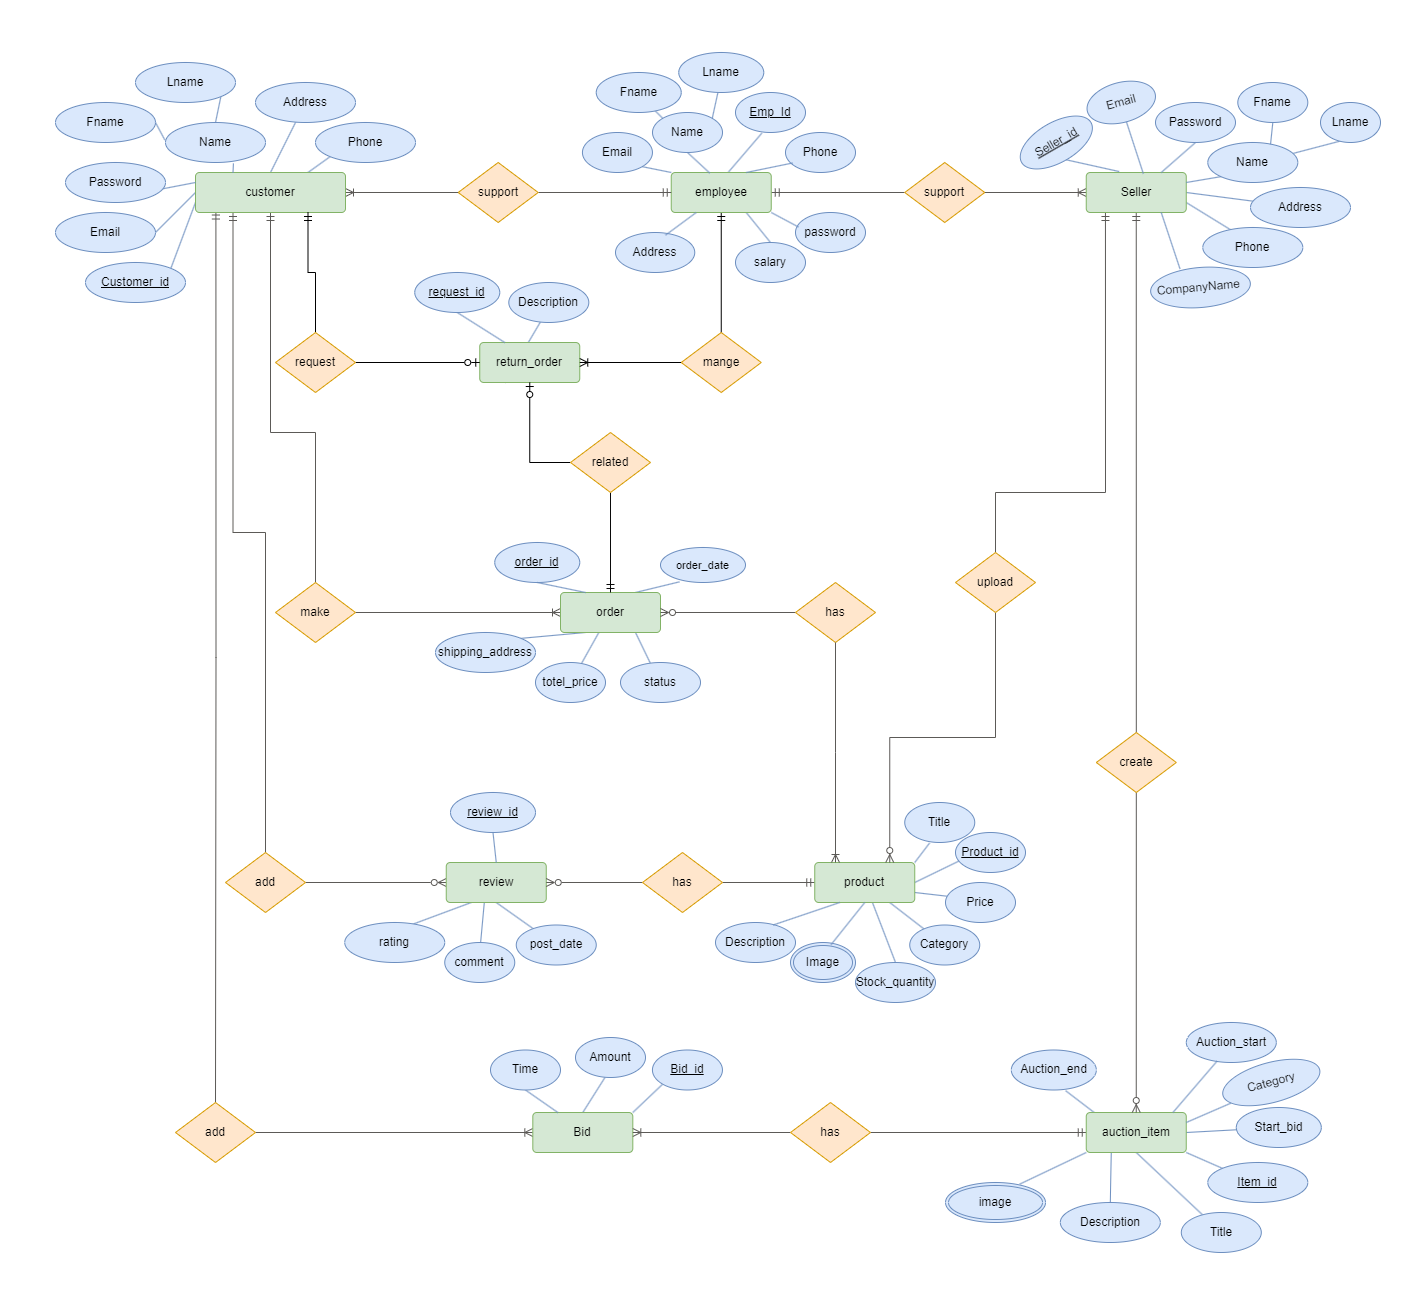 Lname
Address
Fname
Name
Phone
Password
customer
Email
Customer_id
support
Lname
Fname
Emp_Id
Name
Email
Phone
employee
Address
salary
password
support
Email
Fname
Lname
Password
Seller_id
Name
Seller
Address
Phone
CompanyName
request_id
Description
request
return_order
mange
related
order_id
order_date
make
order
has
upload
shipping_address
totel_price
status
create
review_id
Title
Product_id
add
review
has
product
Price
rating
comment
post_date
Description
Image
Stock_quantity
Category
Time
Amount
Bid_id
Auction_end
Auction_start
Category
add
Bid
has
auction_item
Start_bid
Item_id
image
Description
Title